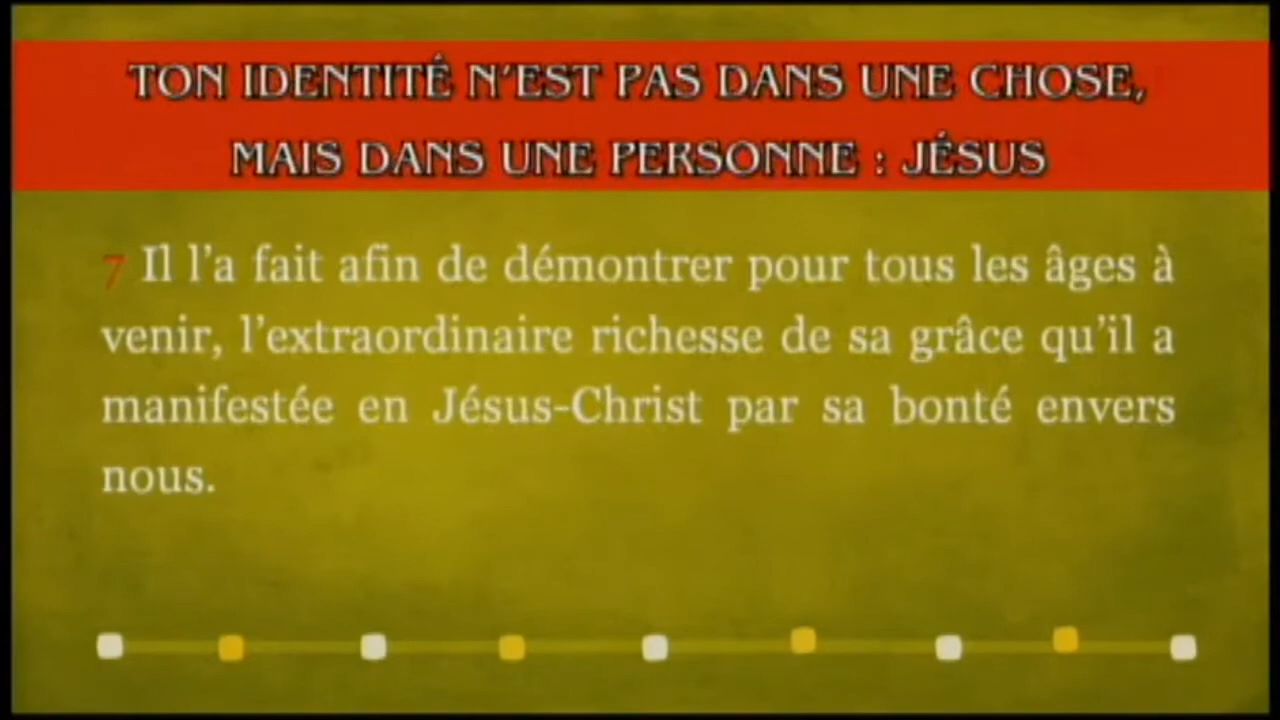 TON IDENTITÉ N'EST PAS DANS UNE CHOSE,
MAIS DANS UNE PERSONNE : JÉSUS
7 Il l'a fait afin de démontrer pour tous les âges à
venir, l'extraordinaire richesse de sa grâce qu'il a
manifestée en Jésus-Christ par sa bonté envers
nous.